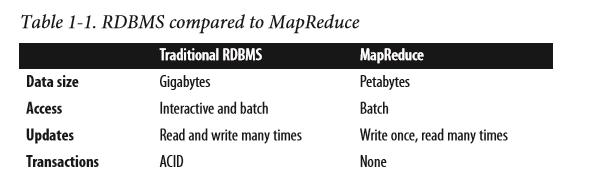 Table 1-1. RDBMS compared to MapReduce
Traditional RDBMS MapReduce
Data size Gigabytes Petabytes
Access Interactive and batch Batch
Updates Read and write many times Write once, read many times
Transactions ACID None